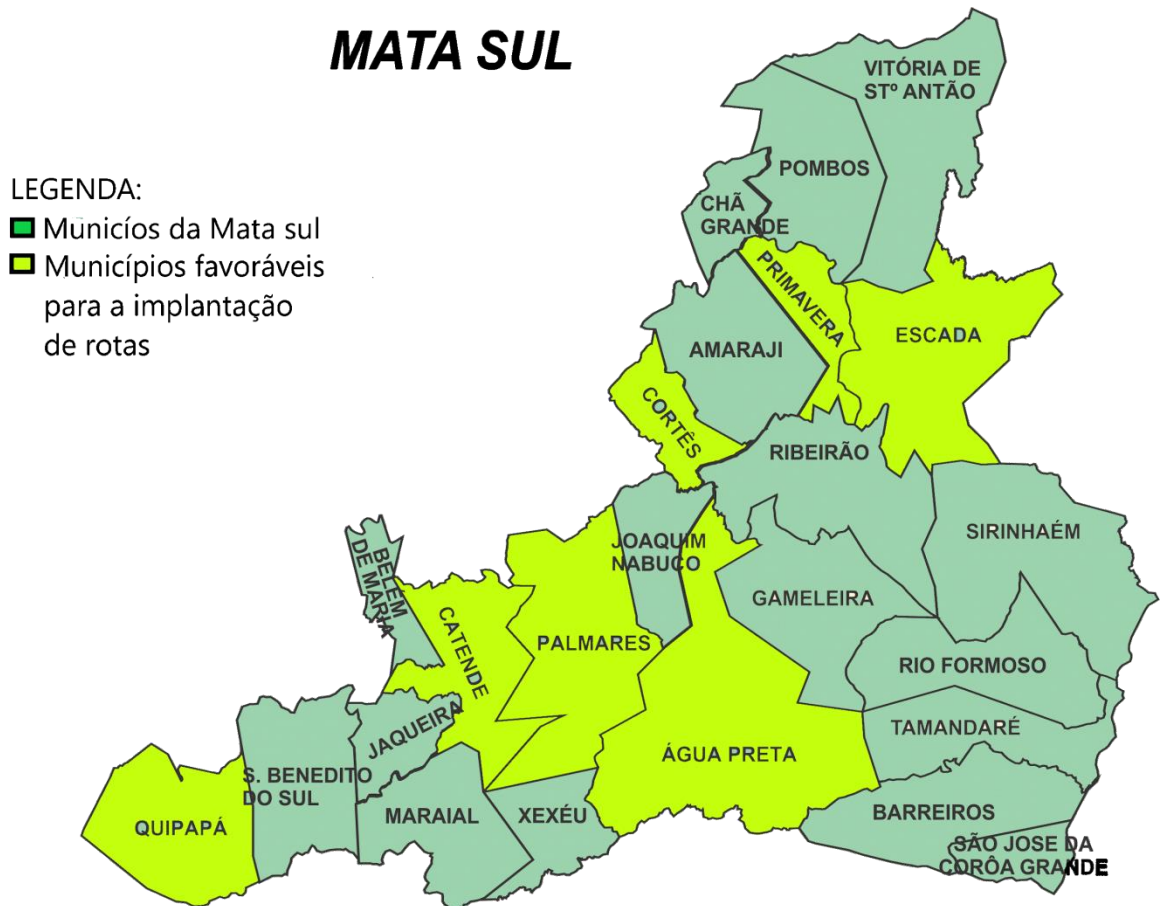 MATA SUL
LEGENDA:
Municíos da Mata sul
Municípios favoráveis
para a implantação
de rotas
VITÓRIA DE
STº ANTÃO
POMBOS
CHÃ
GRANDE
PRIMAVERA
ESCADA
AMARAJI
CORTÊS
RIBEIRÃO
SIRINHAÉM
JOAQUIM
NABUCO
BELÉM
DE MARIA
GAMELEIRA
CATENDE
PALMARES
RIO FORMOSO
JAQUEIRA
TAMANDARÉ
ÁGUA PRETA
S. BENEDITO
DO SUL
QUIPAPÁ
MARAIAL
XEXÉU
BARREIROS
SÃO JOSE DA
CORÔA GRANDE